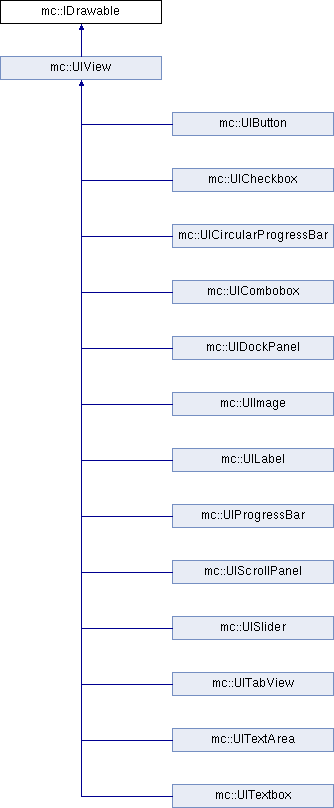 mc::IDrawable
mc::UIView
mc::UIButton
mc::UICheckbox
mc::UICircularProgressBar
mc::UICombobox
mc::UIDockPanel
mc::UIImage
mc::UILabel
mc::UIProgressBar
mc::UIScrollPanel
mc::UISlider
mc::UITabView
mc::UITextArea
mc::UITextbox